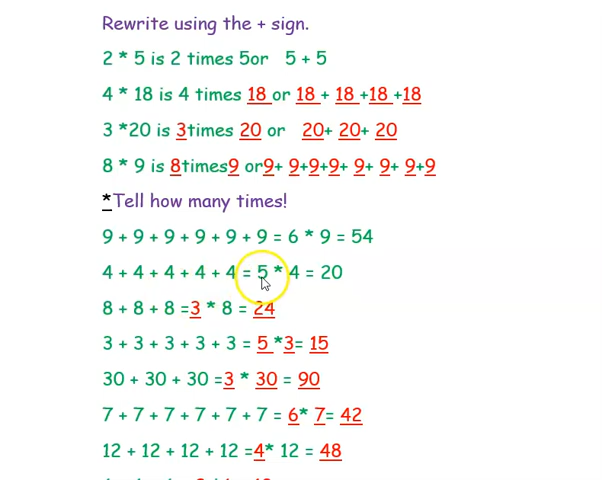 Rewrite using the + sign.
2 * 5 is 2 times 5or 5 + 5
4 * 18 is 4 times 18 or 18 + 18 +18 +18
3 *20 is 3times 20 or 20+ 20+ 20
8 * 9 is 8times9 or9+ 9+9+9+ 9+ 9+ 9+9
*Tell how many times!
9 + 9 + 9 + 9 + 9 + 9 = 6 * 9 = 54
4 + 4 + 4 + 4 + 4 = 5 * 4 = 20
8 + 8 + 8 =3 * 8 = 24
3 + 3 + 3 + 3 + 3 = 5 *3= 15
30 + 30 + 30 =3 * 30 = 90
7 + 7 + 7 + 7 + 7 + 7 = 6* 7= 42
12 + 12 + 12 + 12 =4* 12 = 48